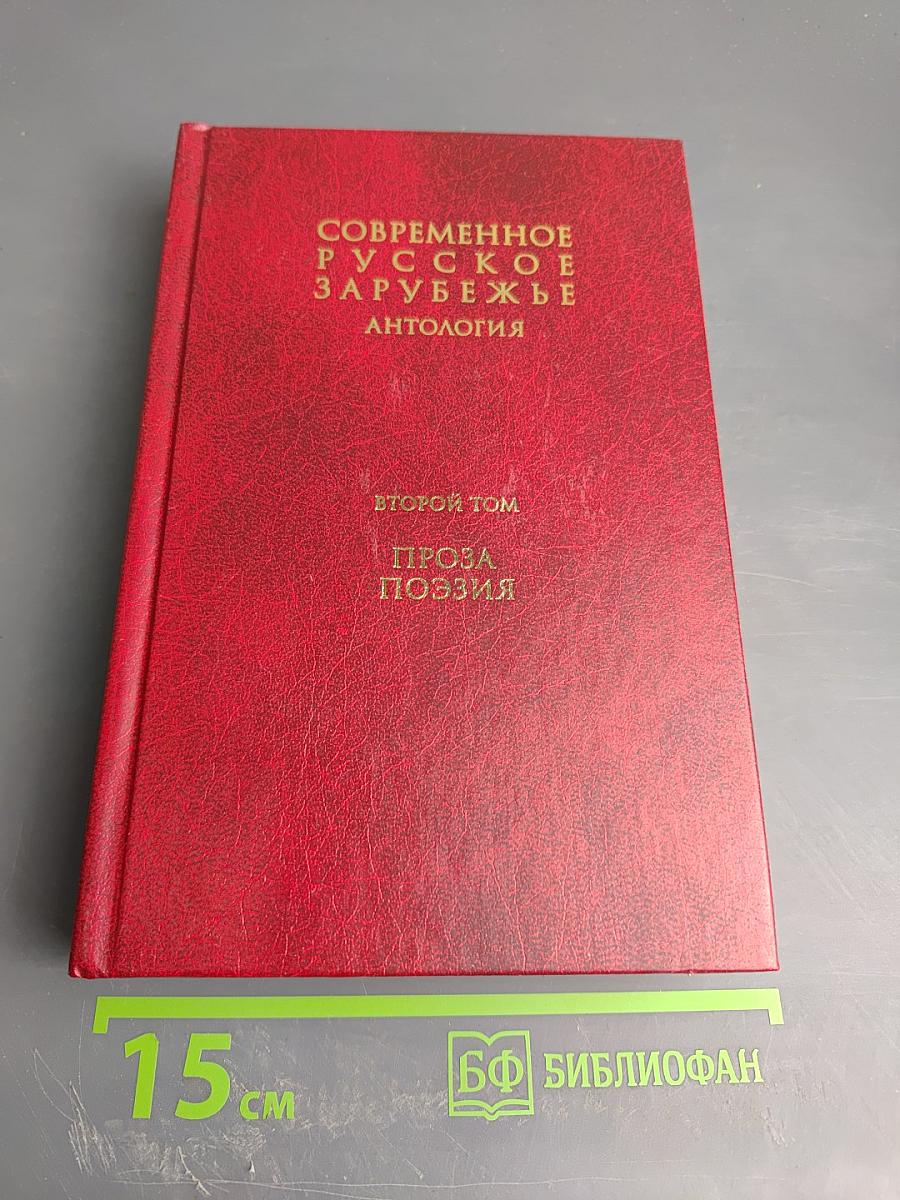 СОВРЕМЕННОЕ
РУССКОЕ
ЗАРУБЕЖЬЕ
АНТОЛОГИЯ
ВТОРОЙ ТОМ
ПРОЗА
ПОЭЗИЯ
15 см
БФ БИБЛИОФАН